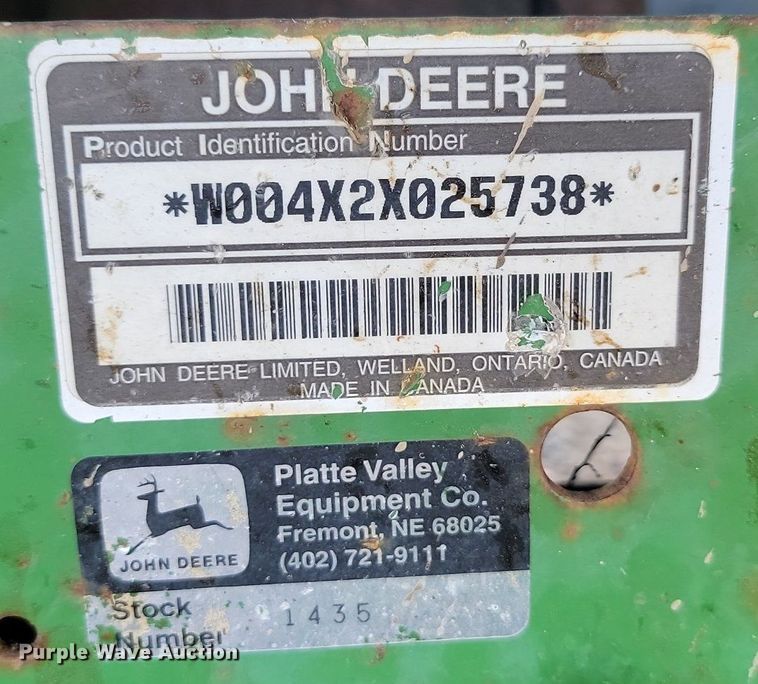 JOHN DEERE
Product Identification Number
*W004X2X025738*
JOHN DEERE LIMITED, WELLAND, ONTARIO, CANADA
MADE IN CANADA
Platte Valley
Equipment Co.
Fremont, NE 68025
(402) 721-9111
JOHN DEERE
Stock
Number
1435
Purple Wave Auction